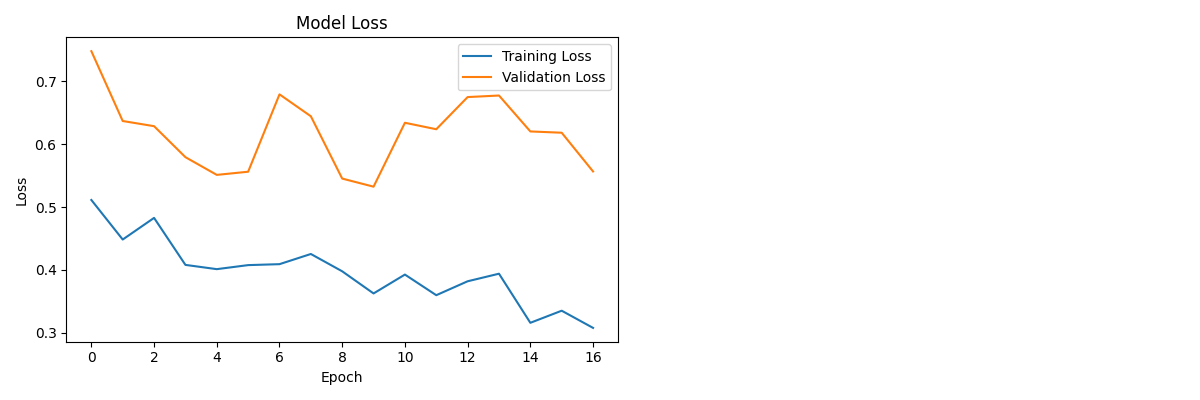 Model Loss
Training Loss
Validation Loss
0.7
0.6
0.5
0.4
0.3
Loss
0 2 4 6 8 10 12 14 16
Epoch